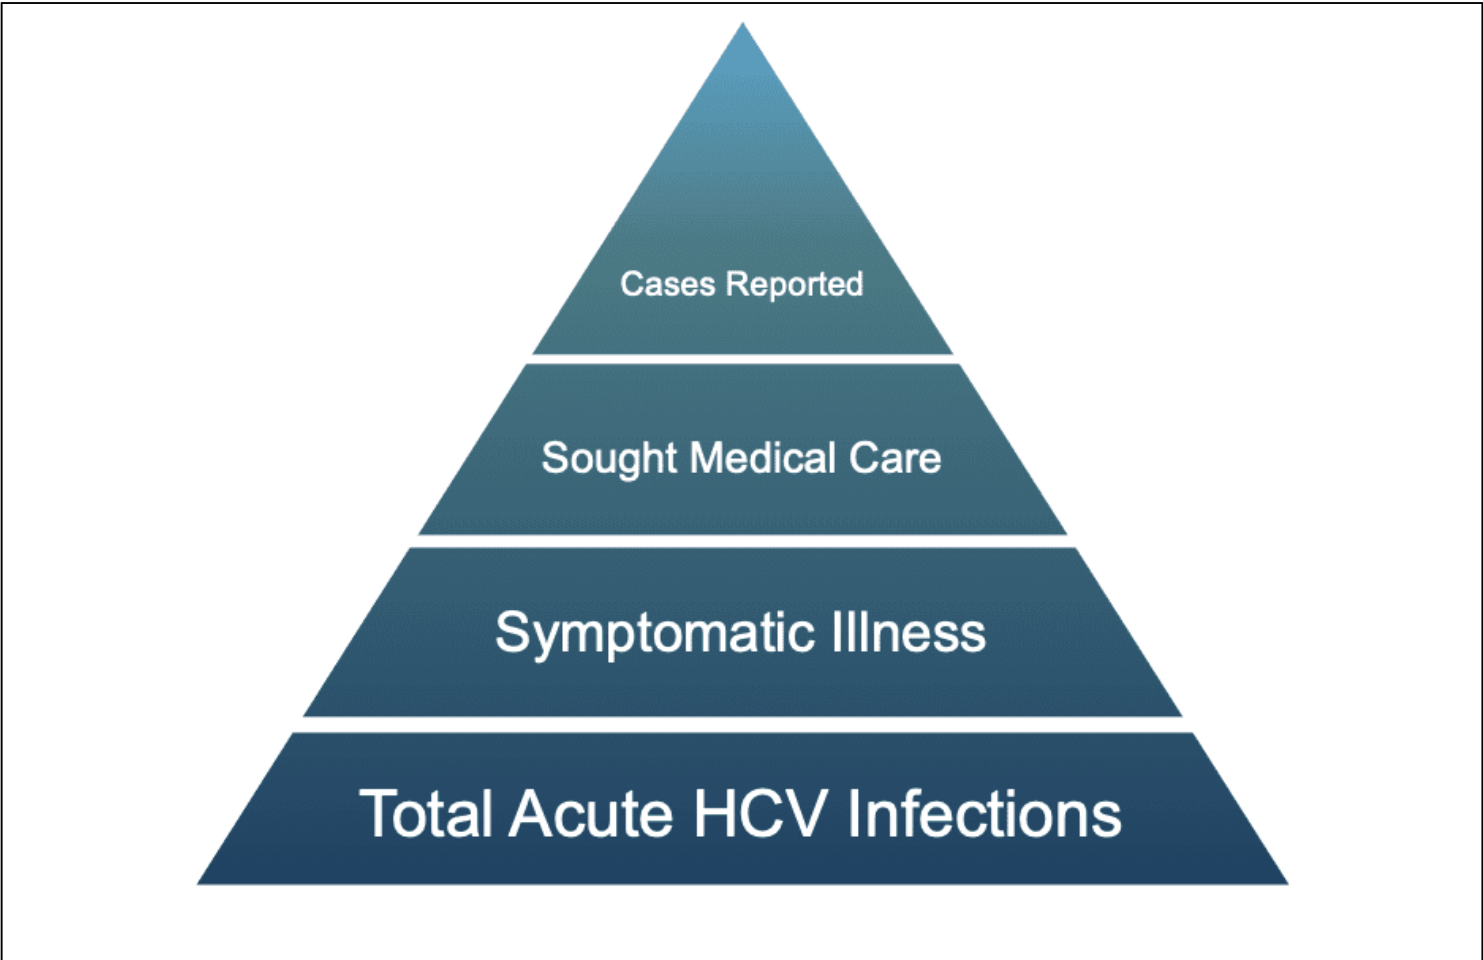 Cases Reported
Sought Medical Care
Symptomatic Illness
Total Acute HCV Infections